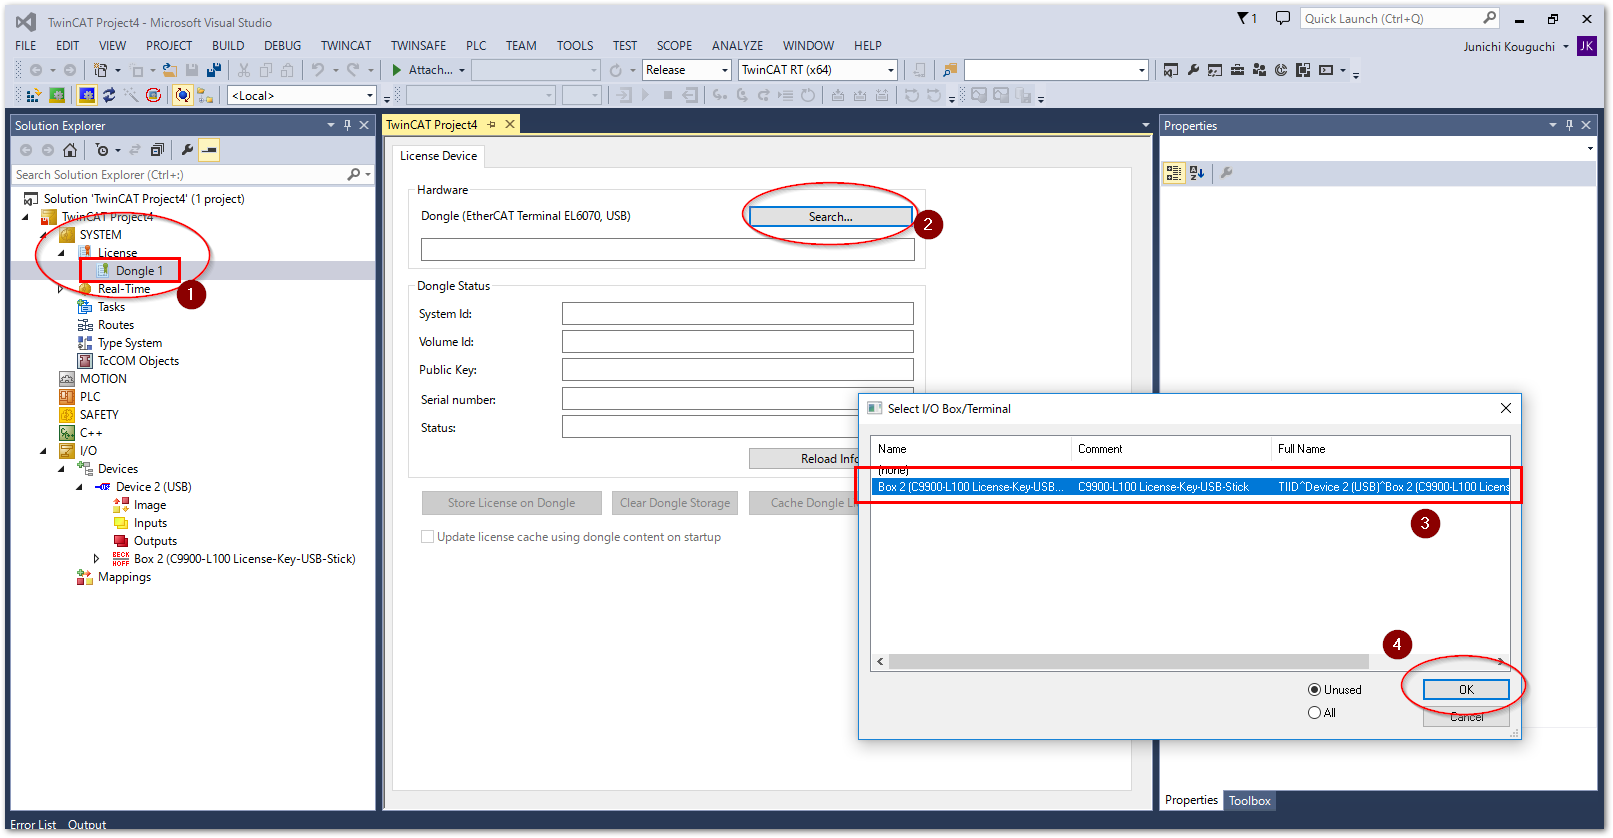 TwinCAT Project4 - Microsoft Visual Studio
1
Quick Launch (Ctrl+Q)
FILE EDIT VIEW PROJECT BUILD DEBUG TWINCAT TWINSAFE PLC TEAM TOOLS TEST SCOPE ANALYZE WINDOW HELP
Junichi Kouguchi JK
Attach... Release TwinCAT RT (x64)
<Local>
Solution Explorer
Search Solution Explorer (Ctrl+:)
Solution 'TwinCAT Project4' (1 project)
TwinCAT Project4
SYSTEM
License
Dongle 1
1
Real-Time
Tasks
Routes
Type System
TcCOM Objects
MOTION
PLC
SAFETY
C++
I/O
Devices
Device 2 (USB)
Image
Inputs
Outputs
BECK
HOFF
Box 2 (C9900-L100 License-Key-USB-Stick)
Mappings
TwinCAT Project4
License Device
Hardware
Dongle (EtherCAT Terminal EL6070, USB)
Search...
2
Dongle Status
System Id:
Volume Id:
Public Key:
Serial number:
Status:
Reload Info
Store License on Dongle Clear Dongle Storage Cache Dongle Li
Update license cache using dongle content on startup
Select I/O Box/Terminal
Name Comment Full Name
(none)
Box 2 (C9900-L100 License-Key-USB... C9900-L100 License-Key-USB-Stick TIID^Device 2 (USB)^Box 2 (C9900-L100 Licens
3
4
Unused
All
OK
Cancel
Properties
Properties Toolbox
Error List Output